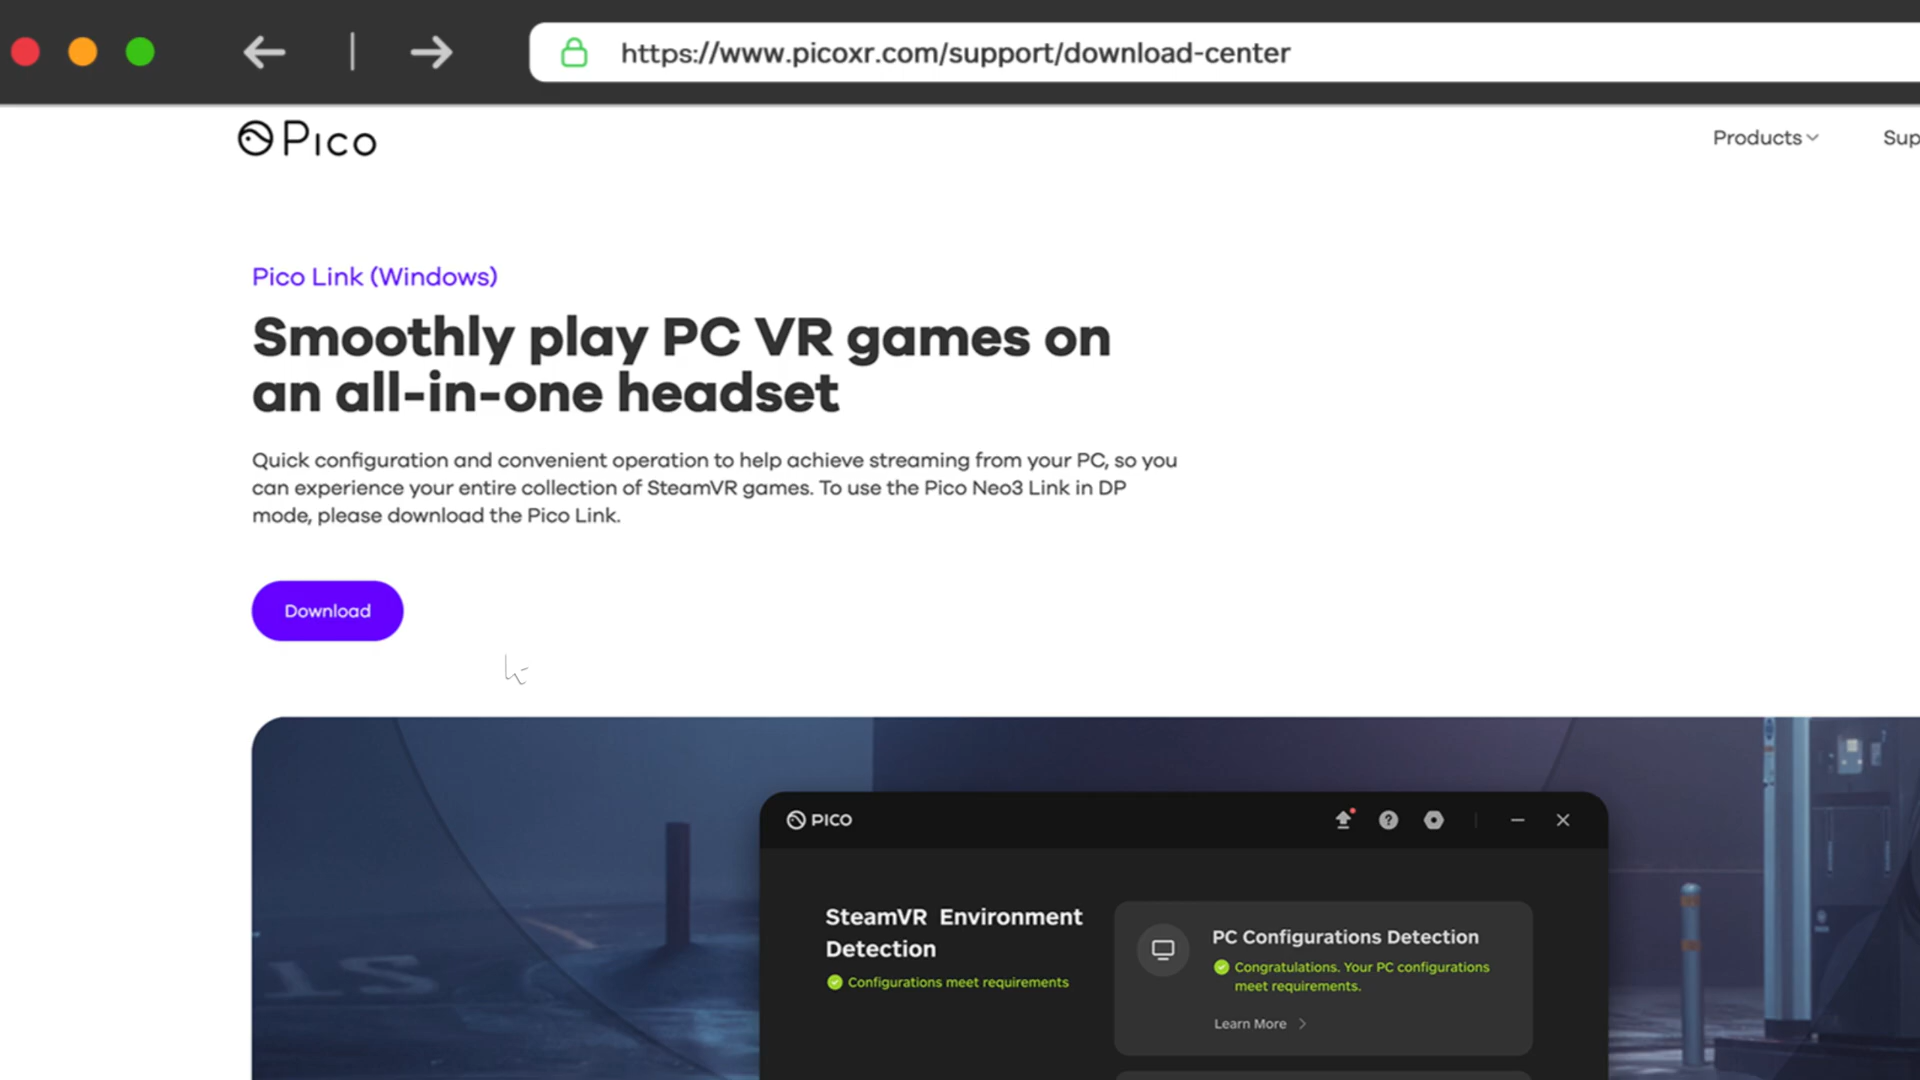 https://www.picoxr.com/support/download-center
Pico
Products
Sup
Pico Link (Windows)
Smoothly play PC VR games on
an all-in-one headset
Quick configuration and convenient operation to help achieve streaming from your PC, so you
can experience your entire collection of SteamVR games. To use the Pico Neo3 Link in DP
mode, please download the Pico Link.
Download
PICO
SteamVR Environment
Detection
Configurations meet requirements
PC Configurations Detection
Congratulations. Your PC configurations
meet requirements.
Learn More